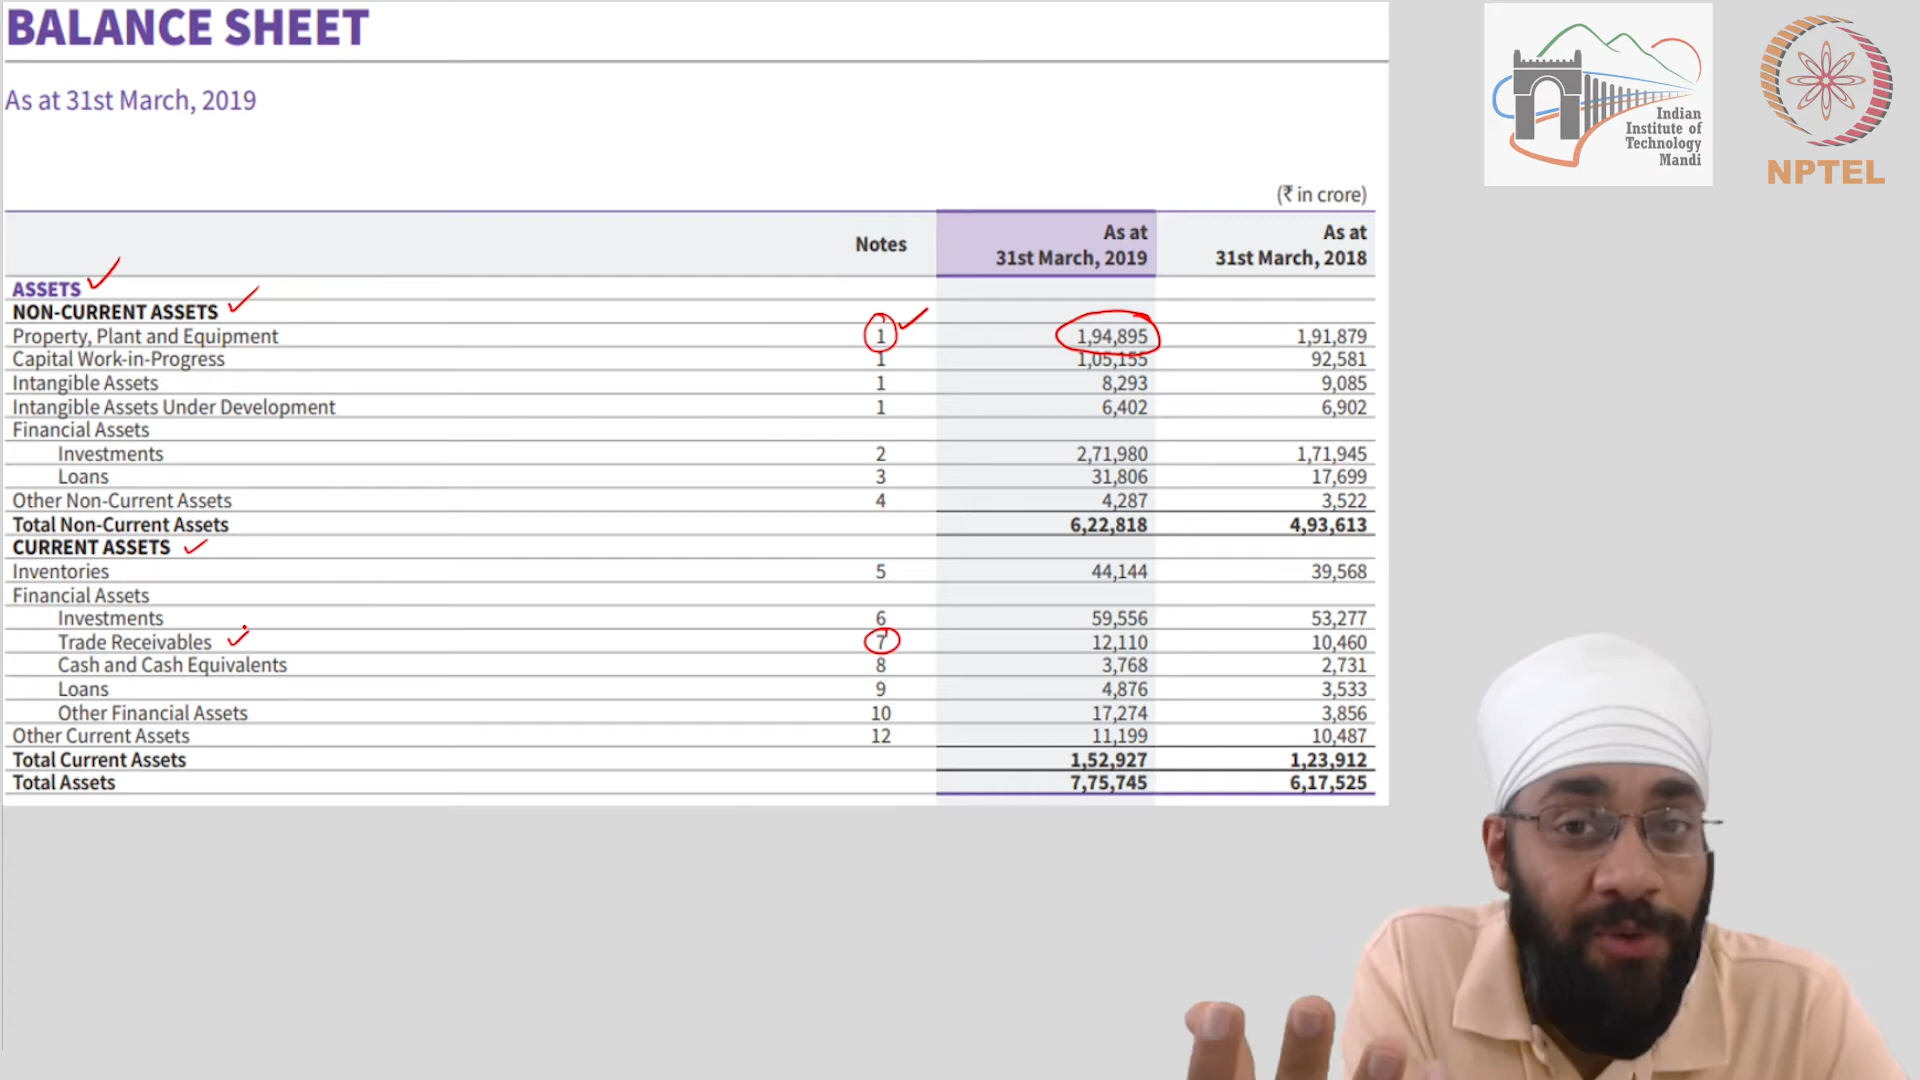 BALANCE SHEET
As at 31st March, 2019
Indian
Institute of
Technology
Mandi
NPTEL
(₹ in crore)
Notes As at 31st March, 2019 As at 31st March, 2018
ASSETS
NON-CURRENT ASSETS
Property, Plant and Equipment 1 1,94,895 1,91,879
Capital Work-in-Progress 1 1,05,155 92,581
Intangible Assets 1 8,293 9,085
Intangible Assets Under Development 1 6,402 6,902
Financial Assets
Investments 2 2,71,980 1,71,945
Loans 3 31,806 17,699
Other Non-Current Assets 4 4,287 3,522
Total Non-Current Assets 6,22,818 4,93,613
CURRENT ASSETS
Inventories 5 44,144 39,568
Financial Assets
Investments 6 59,556 53,277
Trade Receivables 7 12,110 10,460
Cash and Cash Equivalents 8 3,768 2,731
Loans 9 4,876 3,533
Other Financial Assets 10 17,274 3,856
Other Current Assets 12 11,199 10,487
Total Current Assets 1,52,927 1,23,912
Total Assets 7,75,745 6,17,525